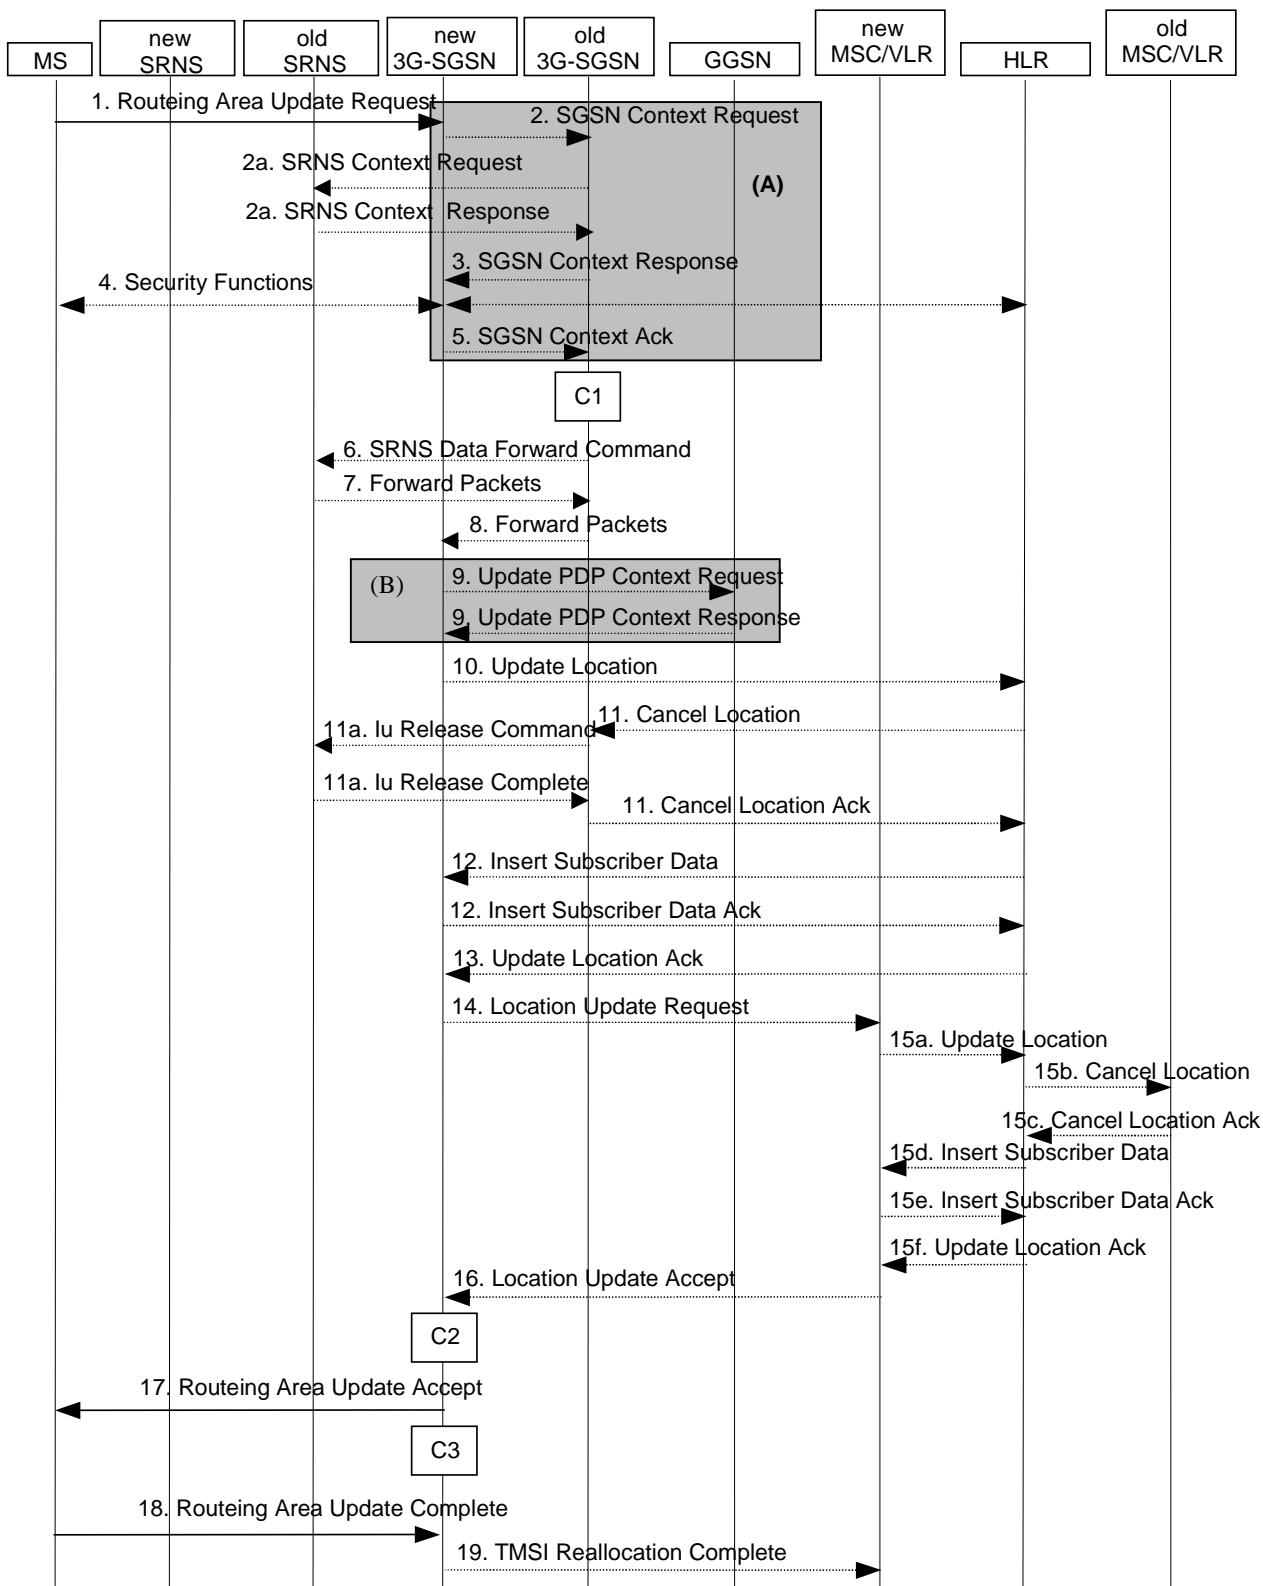 MS
new
SRNS
old
SRNS
new
3G-SGSN
old
3G-SGSN
GGSN
new
MSC/VLR
HLR
old
MSC/VLR
1. Routeing Area Update Request
2. SGSN Context Request
2a. SRNS Context Request
(A)
2a. SRNS Context Response
3. SGSN Context Response
4. Security Functions
5. SGSN Context Ack
C1
6. SRNS Data Forward Command
7. Forward Packets
8. Forward Packets
(B)
9. Update PDP Context Request
9. Update PDP Context Response
10. Update Location
11. Cancel Location
11a. Iu Release Command
11a. Iu Release Complete
11. Cancel Location Ack
12. Insert Subscriber Data
12. Insert Subscriber Data Ack
13. Update Location Ack
14. Location Update Request
15a. Update Location
15b. Cancel Location
15c. Cancel Location Ack
15d. Insert Subscriber Data
15e. Insert Subscriber Data Ack
15f. Update Location Ack
16. Location Update Accept
C2
17. Routeing Area Update Accept
C3
18. Routeing Area Update Complete
19. TMSI Reallocation Complete